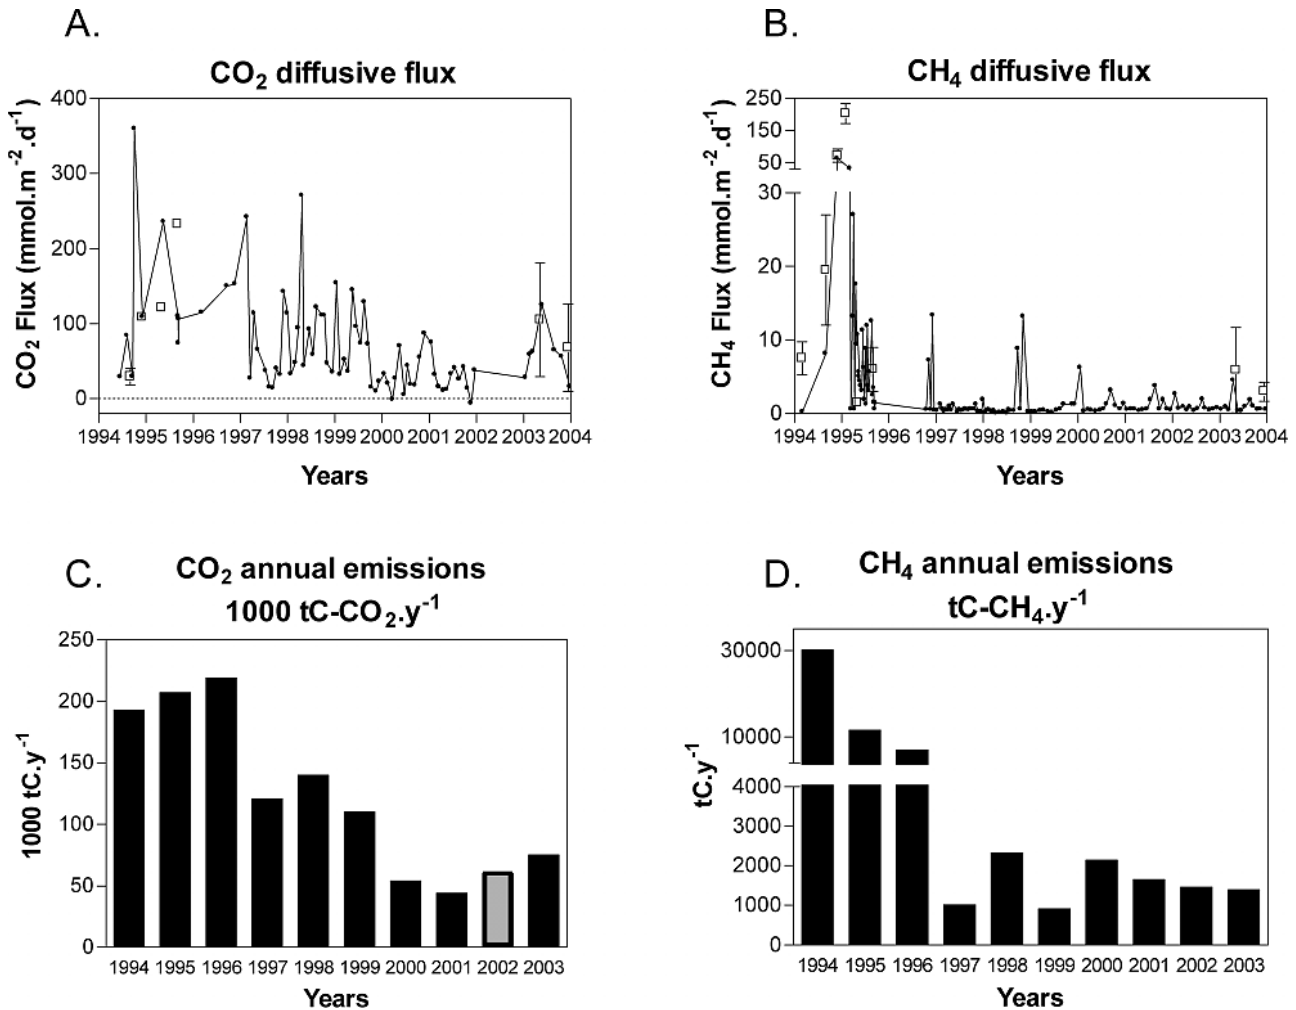 A.
CO2 diffusive flux
CO2 Flux (mmol.m-2.d-1)
400
300
200
100
0
1994 1995 1996 1997 1998 1999 2000 2001 2002 2003 2004
Years
B.
CH4 diffusive flux
CH4 Flux (mmol.m-2.d-1)
250
150
50
30
20
10
0
1994 1995 1996 1997 1998 1999 2000 2001 2002 2003 2004
Years
C.
CO2 annual emissions
1000 tC-CO2.y-1
1000 tC.y-1
250
200
150
100
50
0
1994 1995 1996 1997 1998 1999 2000 2001 2002 2003
Years
D.
CH4 annual emissions
tC-CH4.y-1
tC.y-1
30000
10000
4000
3000
2000
1000
0
1994 1995 1996 1997 1998 1999 2000 2001 2002 2003
Years